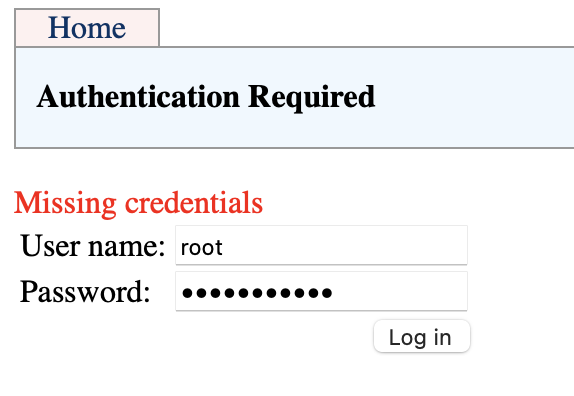 Home
Authentication Required
Missing credentials
User name: root
Password: •••••••••••
Log in